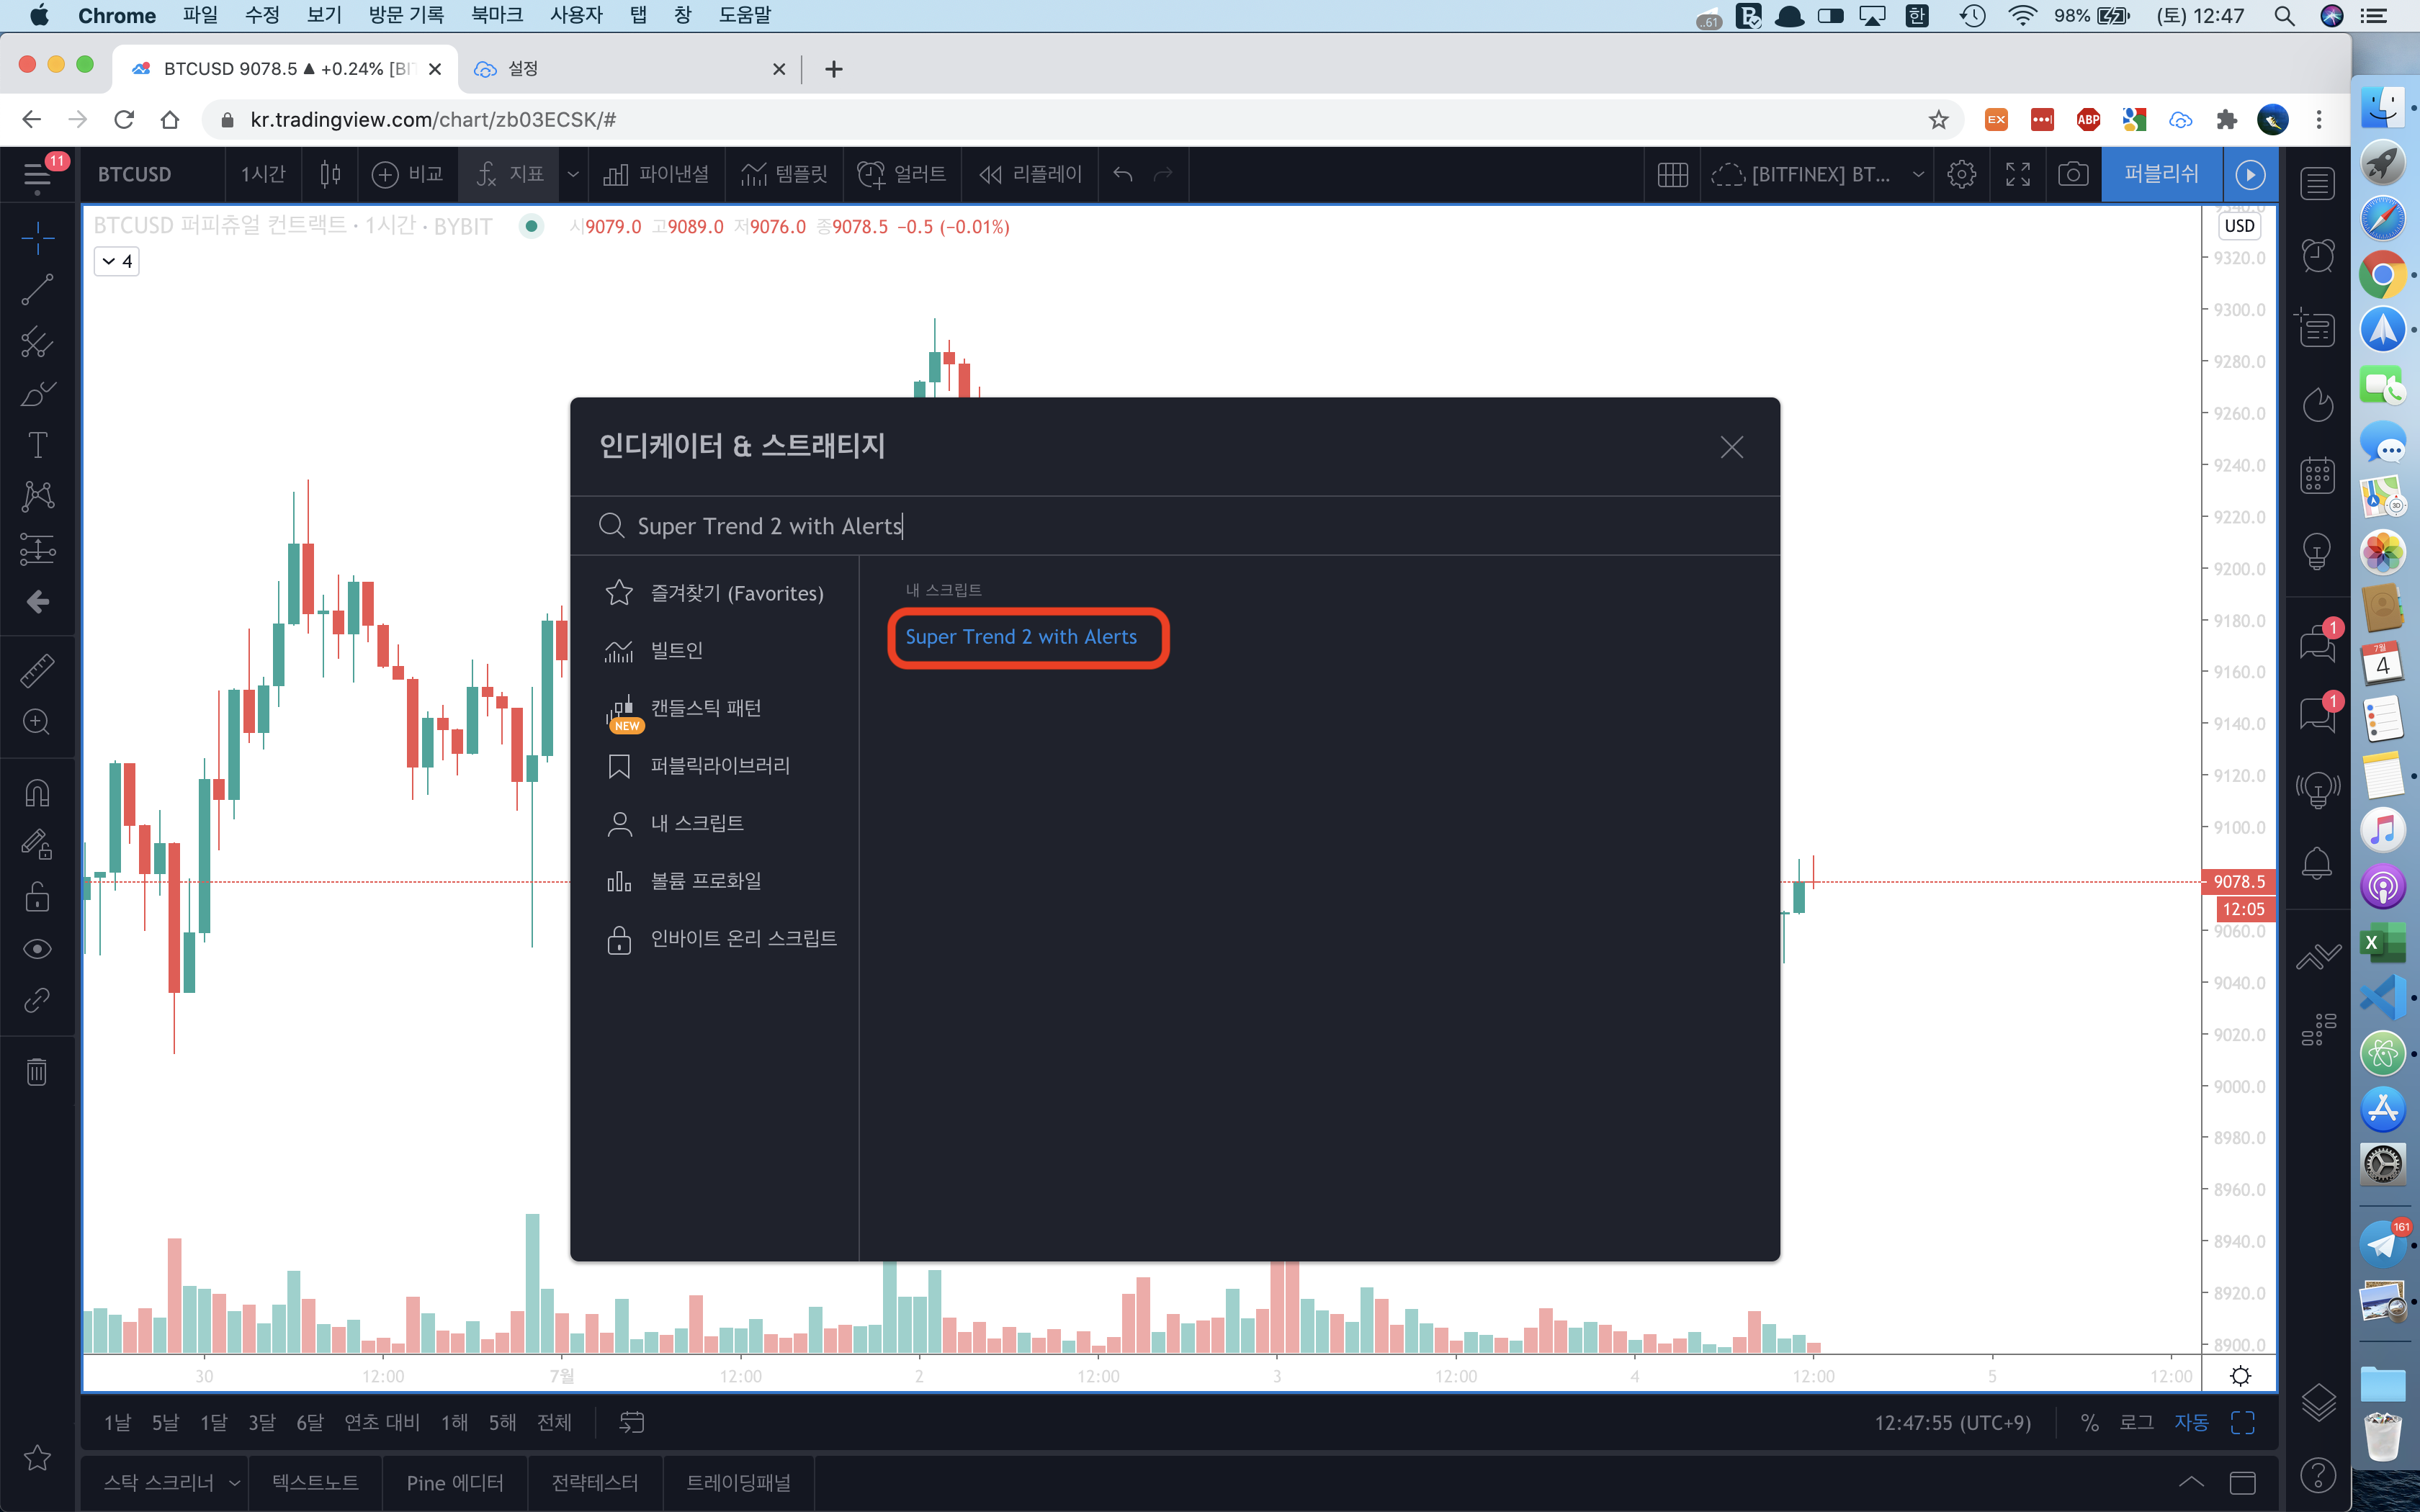 Chrome 파일 수정 보기 방문 기록 북마크 사용자 탭 창 도움말
..61 한 98% (토) 12:47
BTCUSD 9078.5 ▲ +0.24% [BI
설정
kr.tradingview.com/chart/zb03ECSK/#
EX ABP
11
BTCUSD 1시간 비교 지표 파이낸셜 템플릿 얼러트 리플레이
[BITFINEX] BT... 퍼블리쉬
BTCUSD 퍼피츄얼 컨트랙트 · 1시간 · BYBIT 시9079.0 고9089.0 저9076.0 종9078.5 −0.5 (−0.01%)
4
USD
9320.0
9300.0
9280.0
9260.0
9240.0
9220.0
9200.0
9180.0
9160.0
9140.0
9120.0
9100.0
9078.5
12:05
9060.0
9040.0
9020.0
9000.0
8980.0
8960.0
8940.0
8920.0
8900.0
인디케이터 & 스트래티지
Super Trend 2 with Alerts
즐겨찾기 (Favorites)
빌트인
캔들스틱 패턴
NEW
퍼블릭라이브러리
내 스크립트
볼륨 프로화일
인바이트 온리 스크립트
내 스크립트
Super Trend 2 with Alerts
30 12:00 7월 12:00 2 12:00 3 12:00 4 12:00 5 12:00
1날 5날 1달 3달 6달 연초 대비 1해 5해 전체
12:47:55 (UTC+9) % 로그 자동
스탁 스크리너 텍스트노트 Pine 에디터 전략테스터 트레이딩패널
1
1
7월
4
3D
X
161